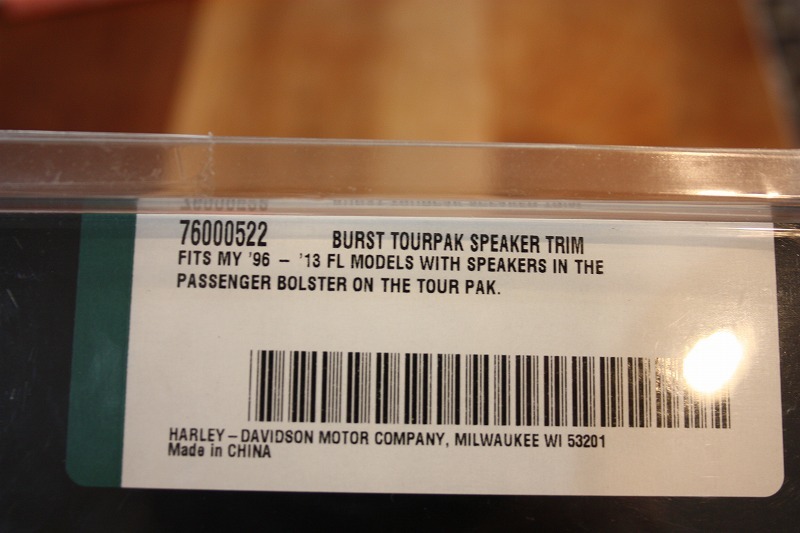 76000522 BURST TOURPAK SPEAKER TRIM
FITS MY '96 – '13 FL MODELS WITH SPEAKERS IN THE
PASSENGER BOLSTER ON THE TOUR PAK.
HARLEY–DAVIDSON MOTOR COMPANY, MILWAUKEE WI 53201
Made in CHINA